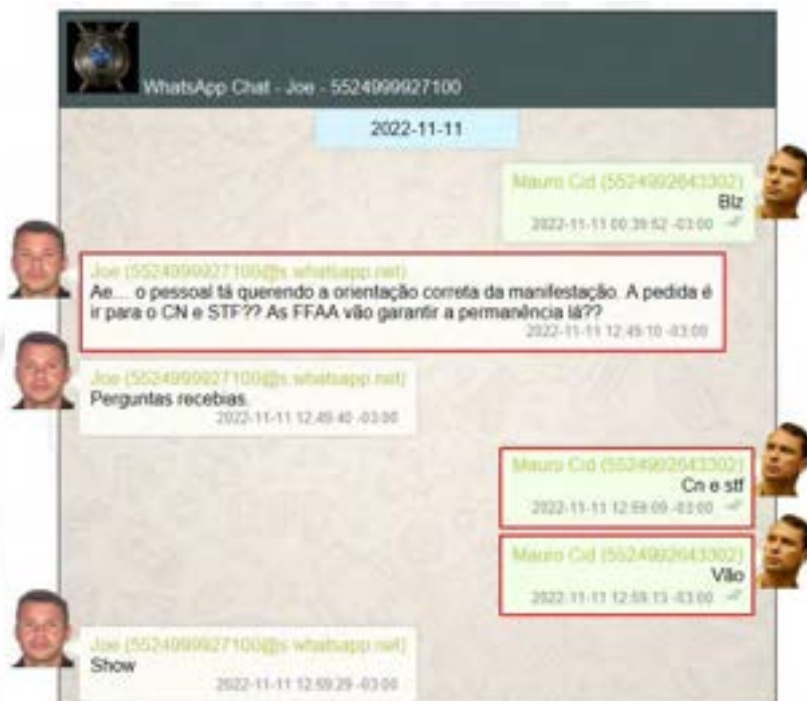 WhatsApp Chat - Joe - 5524999927100
2022-11-11
Mauro Cid (5524992643302)
Blz
2022-11-11 00:39:52 -03:00
Joe (5524999927100@s.whatsapp.net)
Ae.... o pessoal tá querendo a orientação correta da manifestação. A pedida é
ir para o CN e STF?? As FFAA vão garantir a permanência lá??
2022-11-11 12:49:10 -03:00
Joe (5524999927100@s.whatsapp.net)
Perguntas recebias.
2022-11-11 12:49:40 -03:00
Mauro Cid (5524992643302)
Cn e stf
2022-11-11 12:59:09 -03:00
Mauro Cid (5524992643302)
Vão
2022-11-11 12:59:13 -03:00
Joe (5524999927100@s.whatsapp.net)
Show
2022-11-11 12:59:29 -03:00